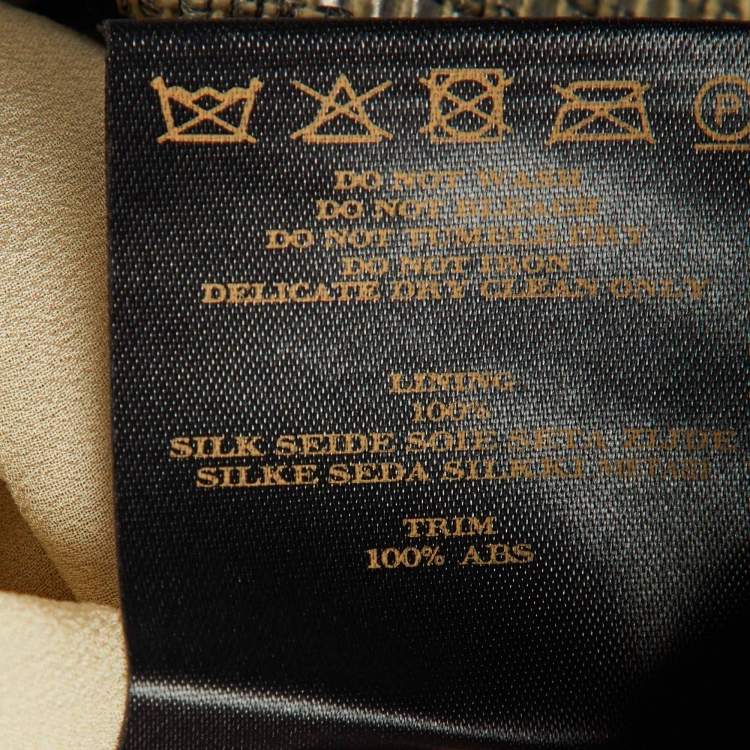 P
DO NOT WASH
DO NOT BLEACH
DO NOT TUMBLE DRY
DO NOT IRON
DELICATE DRY CLEAN ONLY
LINING
100%
SILK SEIDE SOIE SETA ZIJDE
SILKE SEDA SILKKI ΜΕΤΑΞΙ
TRIM
100% ABS